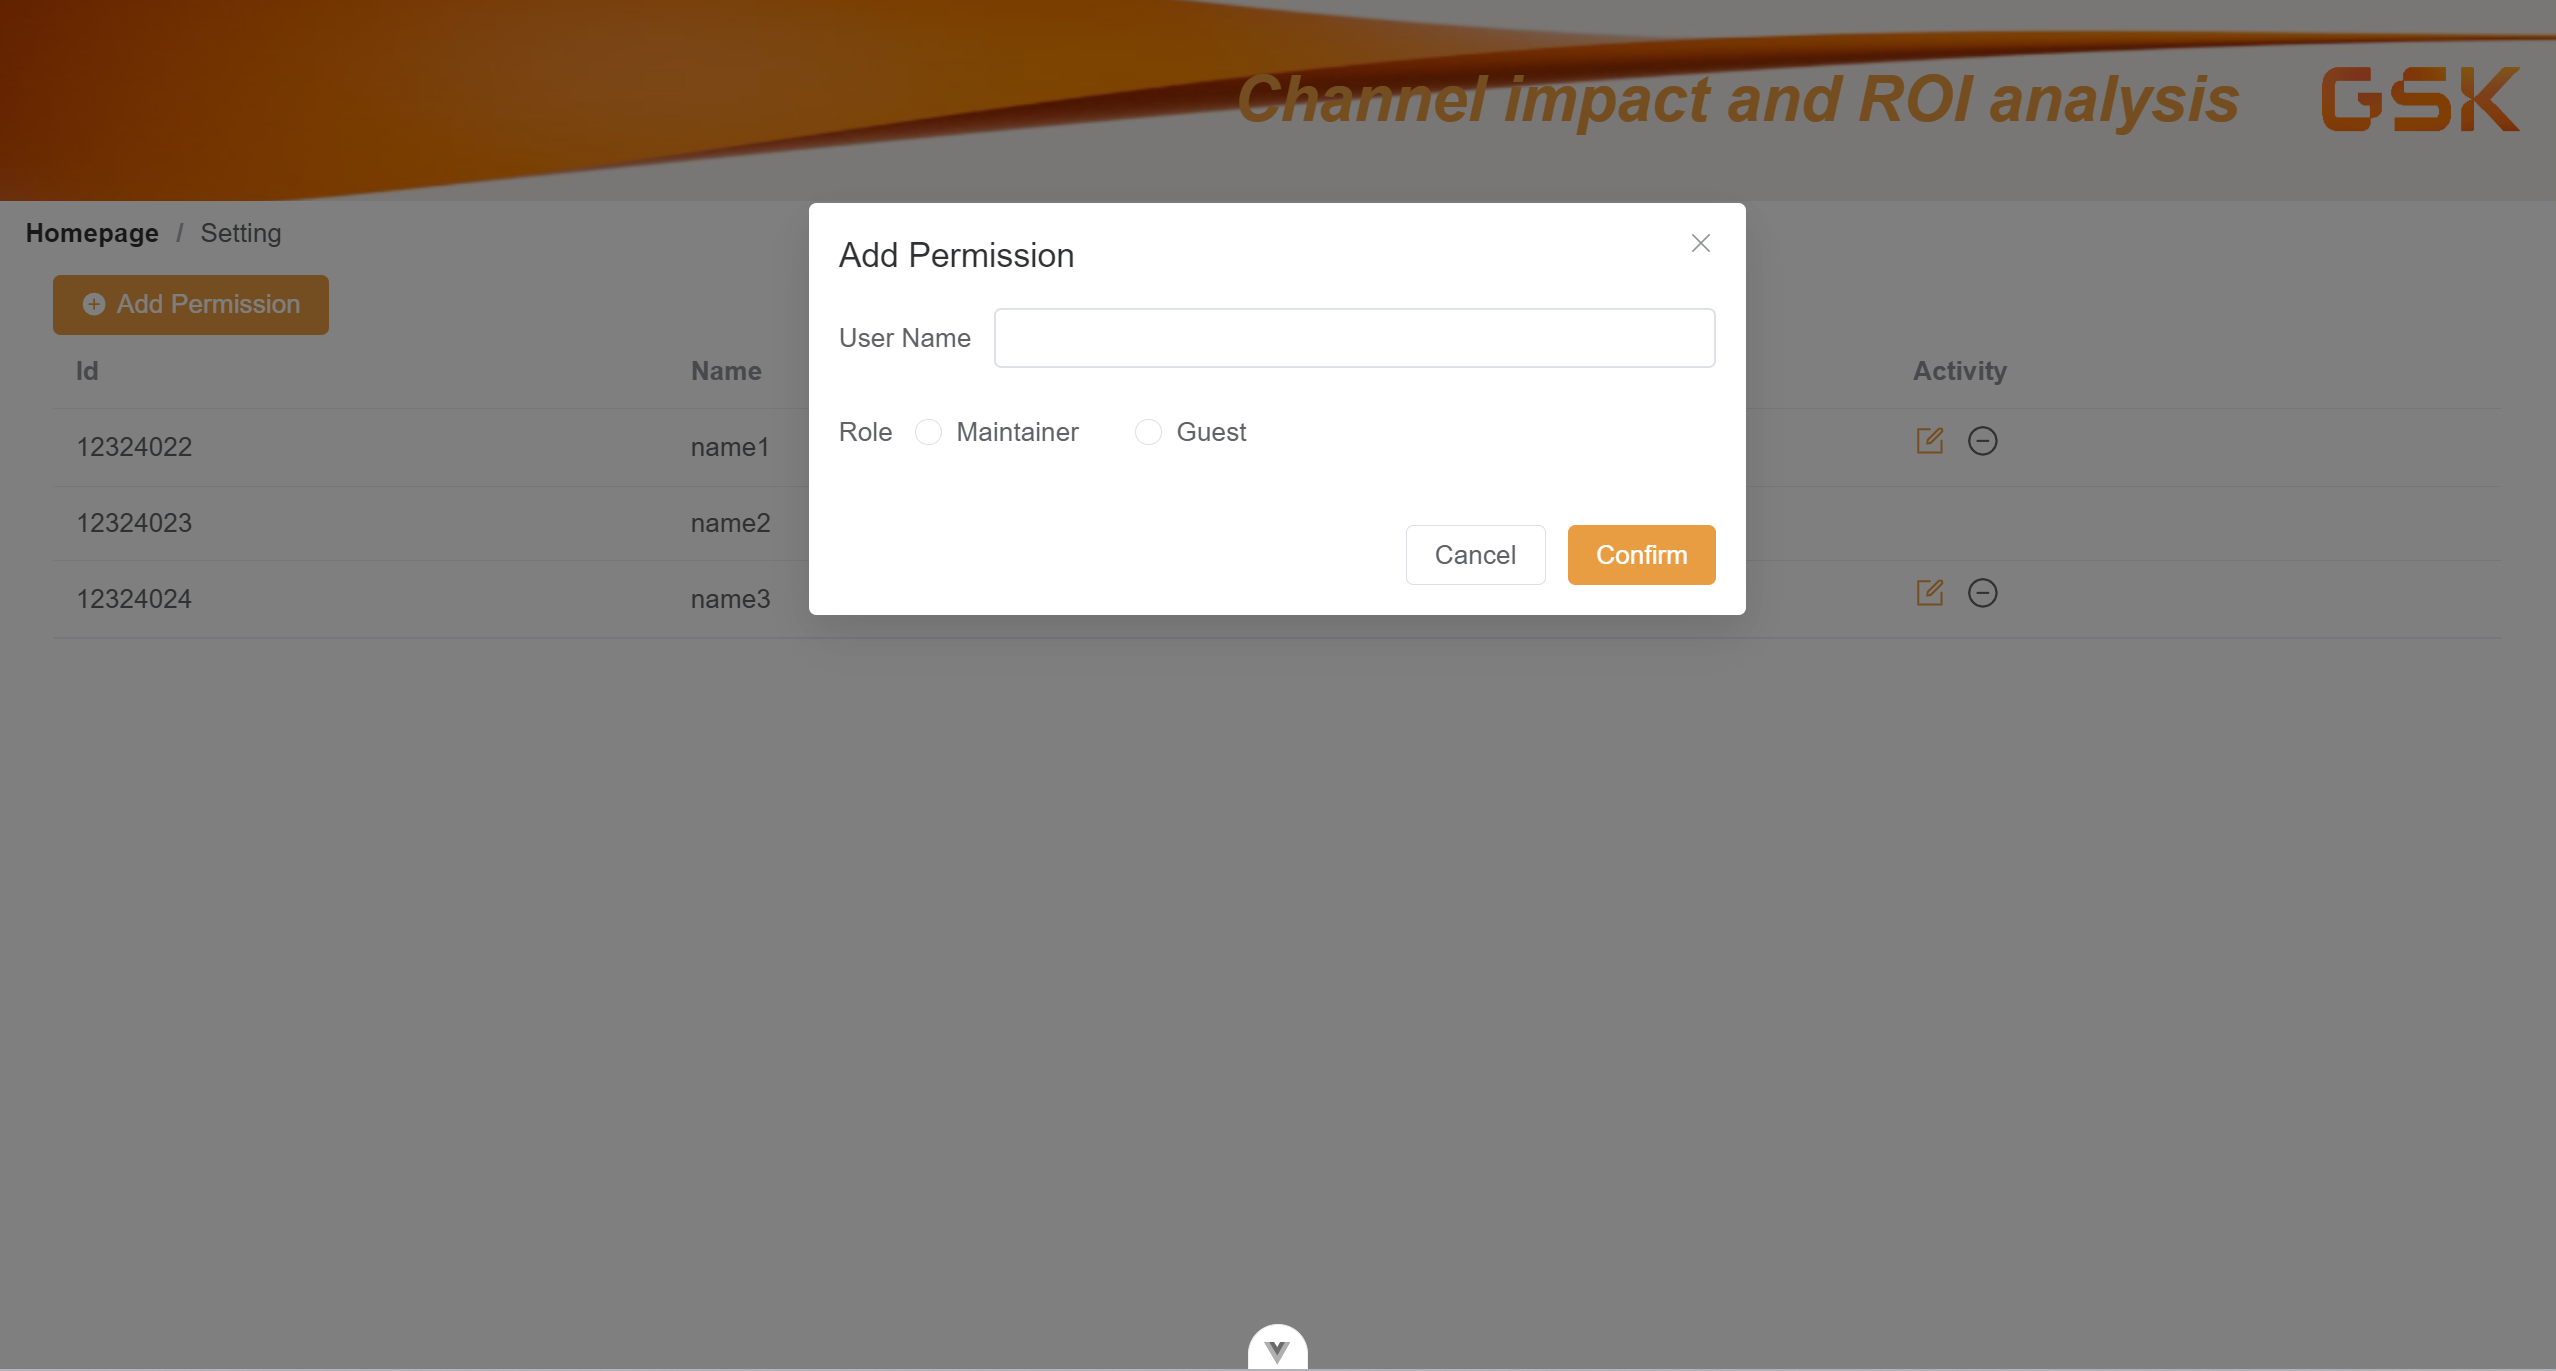 Channel impact and ROI analysis
GSK
Homepage / Setting
Add Permission
Add Permission
User Name
Role Maintainer Guest
Cancel Confirm
Id Name Activity
12324022 name1
12324023 name2
12324024 name3